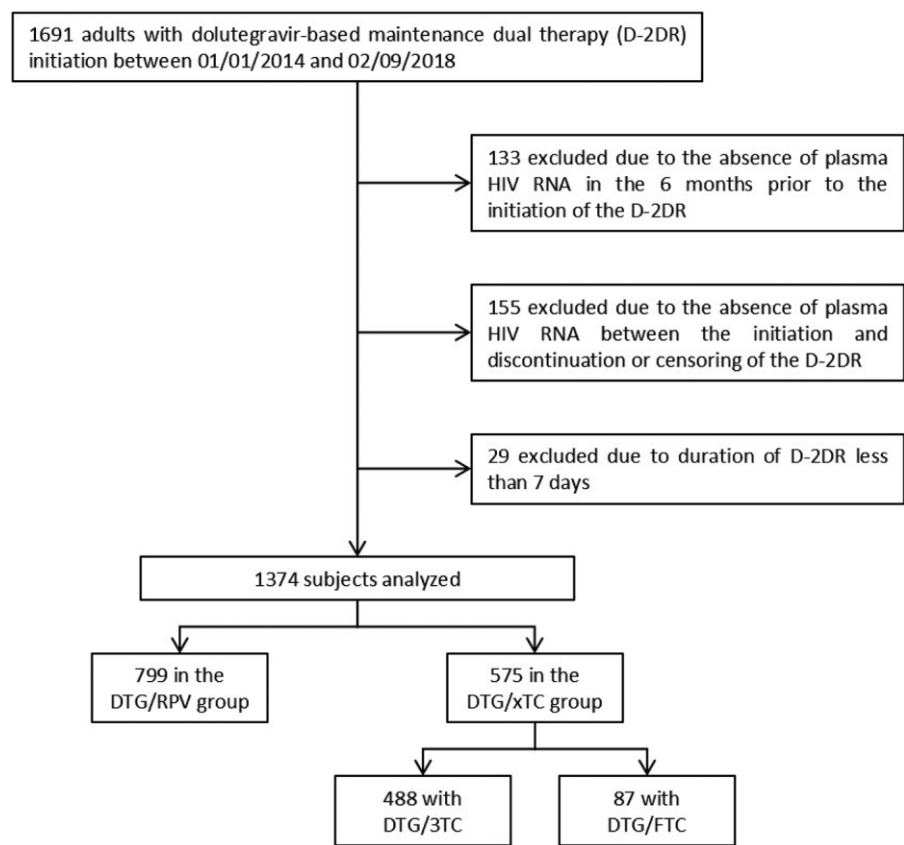 1691 adults with dolutegravir-based maintenance dual therapy (D-2DR)
initiation between 01/01/2014 and 02/09/2018
133 excluded due to the absence of plasma
HIV RNA in the 6 months prior to the
initiation of the D-2DR
155 excluded due to the absence of plasma
HIV RNA between the initiation and
discontinuation or censoring of the D-2DR
29 excluded due to duration of D-2DR less
than 7 days
1374 subjects analyzed
799 in the
DTG/RPV group
575 in the
DTG/xTC group
488 with
DTG/3TC
87 with
DTG/FTC